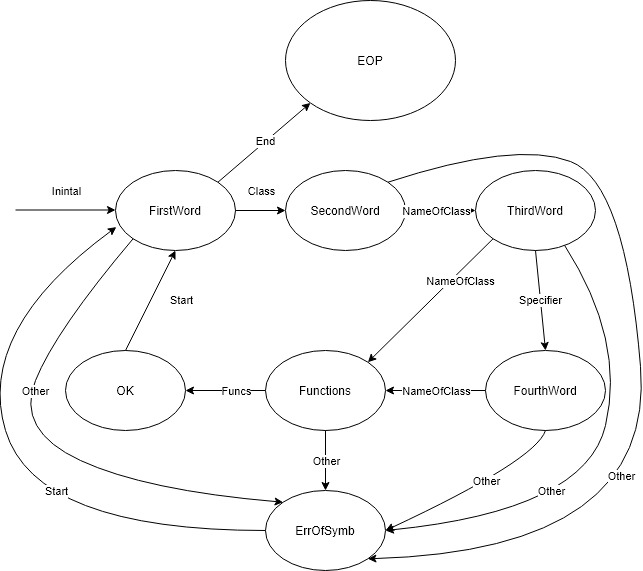 EOP
End
Inintal
Class
FirstWord
SecondWord
NameOfClass
ThirdWord
NameOfClass
Start
Specifier
Other
OK
Funcs
Functions
NameOfClass
FourthWord
Other
Start
Other
Other
Other
ErrOfSymb